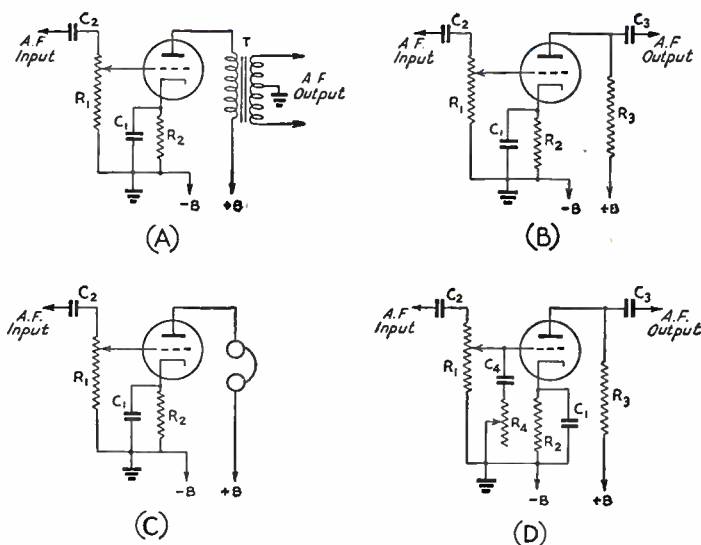 C2
A.F.
Input
R1
C1
R2
T
A.F.
Output
-B
+B
(A)
C2
A.F.
Input
R1
C1
R2
C3
A.F.
Output
R3
-B
+B
(B)
C2
A.F.
Input
R1
C1
R2
-B
+B
(C)
C2
A.F.
Input
R1
C4
R4
R2
C1
C3
A.F.
Output
R3
-B
+B
(D)